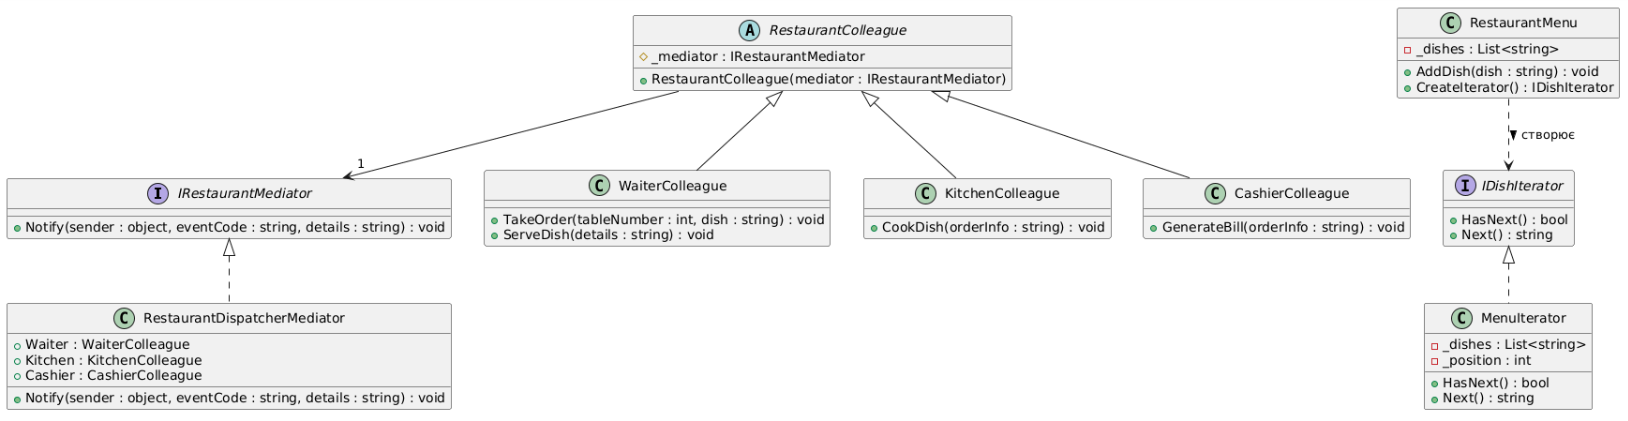 A RestaurantColleague
_mediator : IRestaurantMediator
RestaurantColleague(mediator : IRestaurantMediator)
C RestaurantMenu
_dishes : List<string>
AddDish(dish : string) : void
CreateIterator() : IDishIterator
створює
1
I IRestaurantMediator
Notify(sender : object, eventCode : string, details : string) : void
C WaiterColleague
TakeOrder(tableNumber : int, dish : string) : void
ServeDish(details : string) : void
C KitchenColleague
CookDish(orderInfo : string) : void
C CashierColleague
GenerateBill(orderInfo : string) : void
I IDishIterator
HasNext() : bool
Next() : string
C RestaurantDispatcherMediator
Waiter : WaiterColleague
Kitchen : KitchenColleague
Cashier : CashierColleague
Notify(sender : object, eventCode : string, details : string) : void
C MenuIterator
_dishes : List<string>
_position : int
HasNext() : bool
Next() : string